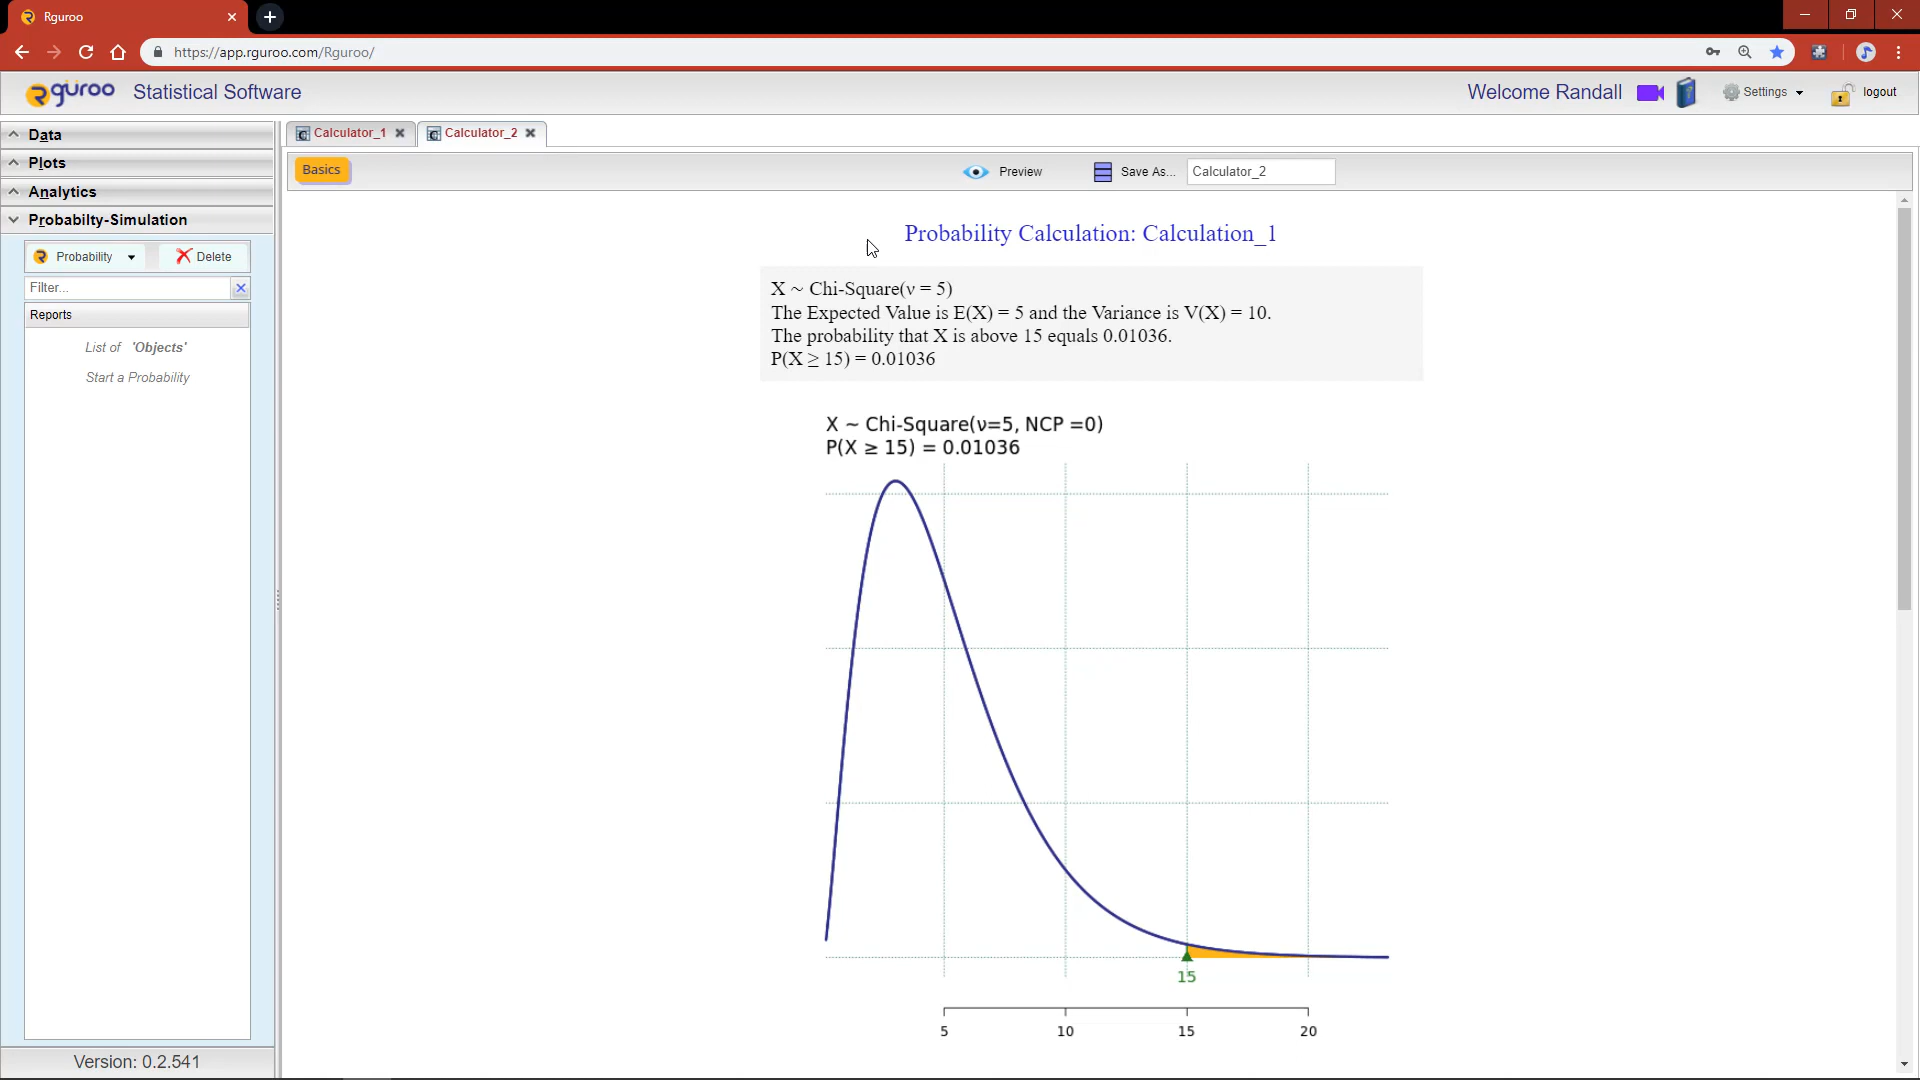 Rguroo
https://app.rguroo.com/Rguroo/
Rguroo Statistical Software
Welcome Randall
Settings
logout
Data
Plots
Analytics
Probabilty-Simulation
Probability
Delete
Filter...
Reports
List of 'Objects'
Start a Probability
Version: 0.2.541
Calculator_1
Calculator_2
Basics
Preview
Save As...
Calculator_2
Probability Calculation: Calculation_1
X ~ Chi-Square(ν = 5)
The Expected Value is E(X) = 5 and the Variance is V(X) = 10.
The probability that X is above 15 equals 0.01036.
P(X ≥ 15) = 0.01036
X ~ Chi-Square(ν=5, NCP =0)
P(X ≥ 15) = 0.01036
15
5 10 15 20